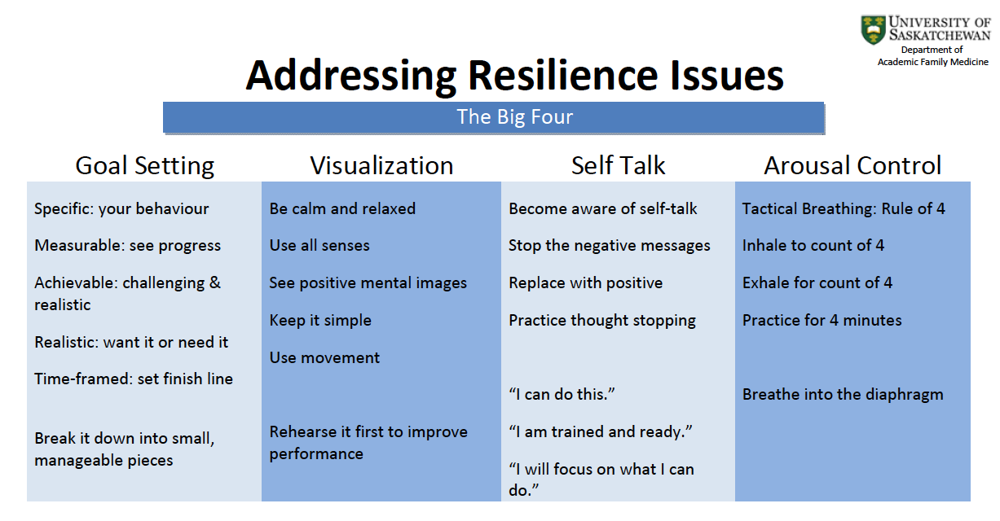 UNIVERSITY OF
SASKATCHEWAN
Department of
Academic Family Medicine
Addressing Resilience Issues
The Big Four
Goal Setting
Specific: your behaviour
Measurable: see progress
Achievable: challenging &
realistic
Realistic: want it or need it
Time-framed: set finish line
Break it down into small,
manageable pieces
Visualization
Be calm and relaxed
Use all senses
See positive mental images
Keep it simple
Use movement
Rehearse it first to improve
performance
Self Talk
Become aware of self-talk
Stop the negative messages
Replace with positive
Practice thought stopping
“I can do this.”
“I am trained and ready.”
“I will focus on what I can
do.”
Arousal Control
Tactical Breathing: Rule of 4
Inhale to count of 4
Exhale for count of 4
Practice for 4 minutes
Breathe into the diaphragm